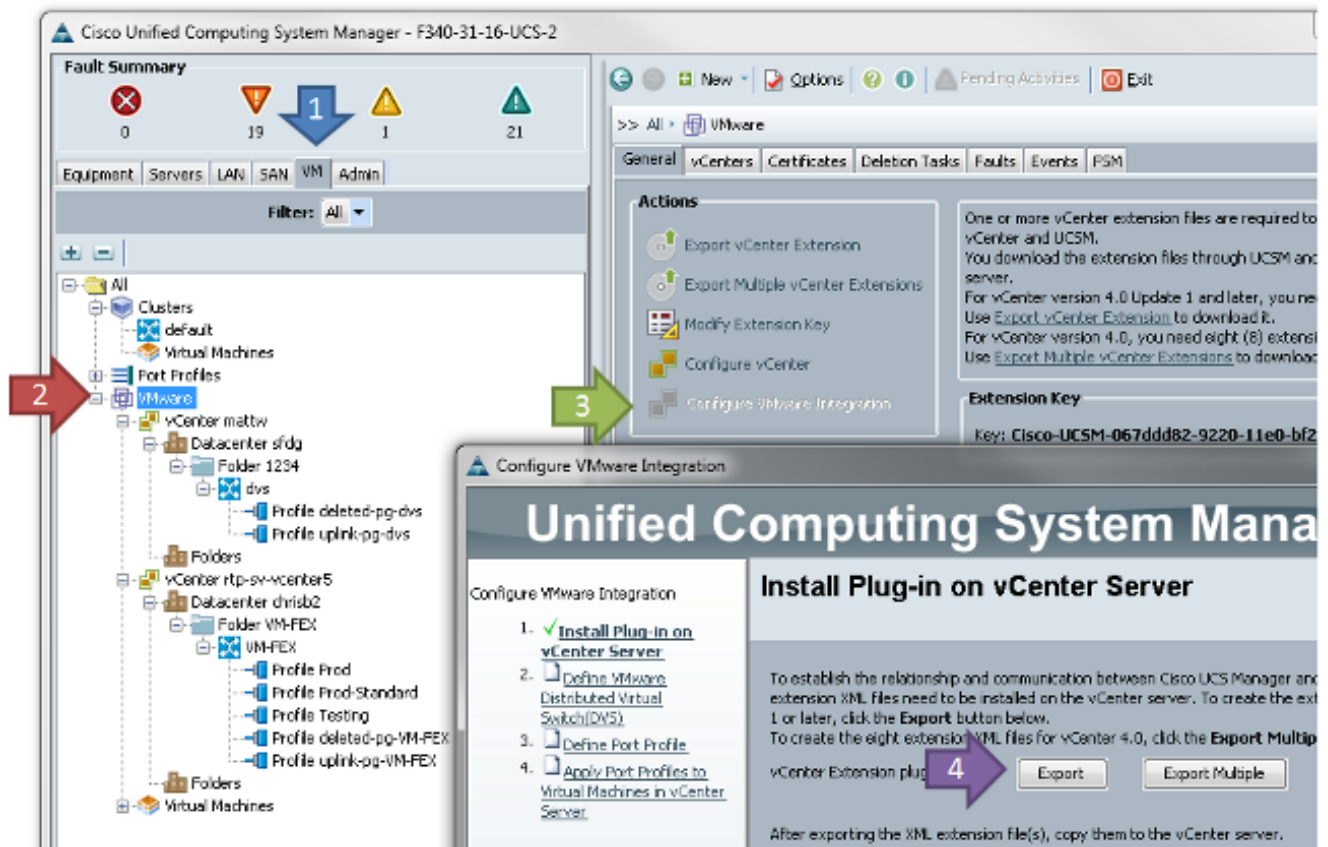 Cisco Unified Computing System Manager - F340-31-16-UCS-2
Fault Summary
0
19
1
21
1
Equipment Servers LAN SAN VM Admin
Filter: All
All
Clusters
default
Virtual Machines
Port Profiles
2
VMware
vCenter mattw
Datacenter sfdg
Folder 1234
dvs
Profile deleted-pg-dvs
Profile uplink-pg-dvs
Folders
vCenter rtp-sv-vcenter5
Datacenter chrisb2
Folder VM-FEX
VM-FEX
Profile Prod
Profile Prod-Standard
Profile Testing
Profile deleted-pg-VM-FEX
Profile uplink-pg-VM-FEX
Folders
Virtual Machines
New Options Pending Activities Exit
>> All VMware
General vCenters Certificates Deletion Tasks Faults Events PSM
Actions
Export vCenter Extension
Export Multiple vCenter Extensions
Modify Extension Key
Configure vCenter
3
Configure VMware Integration
One or more vCenter extension files are required to
vCenter and UCSM.
You download the extension files through UCSM and
server.
For vCenter version 4.0 Update 1 and later, you ne
Use Export vCenter Extension to download it.
For vCenter version 4.0, you need eight (8) extensi
Use Export Multiple vCenter Extensions to downloac
Extension Key
Key: Cisco-UCSM-067ddd82-9220-11e0-bf2
Configure VMware Integration
Unified Computing System Mana
Configure VMware Integration
1. Install Plug-in on
vCenter Server
2. Define VMware
Distributed Virtual
Switch(DVS)
3. Define Port Profile
4. Apply Port Profiles to
Virtual Machines in vCenter
Server
Install Plug-in on vCenter Server
To establish the relationship and communication between Cisco UCS Manager and
extension XML files need to be installed on the vCenter server. To create the ext
1 or later, click the Export button below.
To create the eight extension XML files for vCenter 4.0, click the Export Multip
vCenter Extension plug
4
Export
Export Multiple
After exporting the XML extension file(s), copy them to the vCenter server.